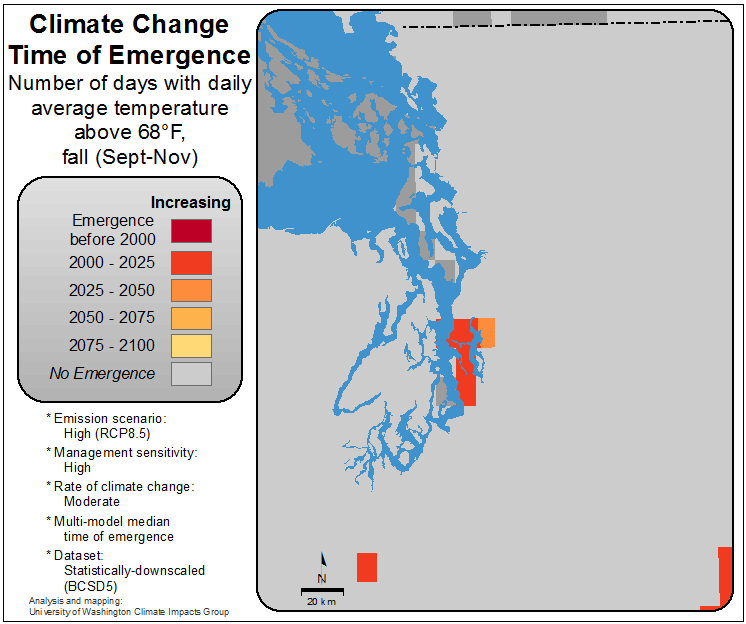 Climate Change
Time of Emergence
Number of days with daily
average temperature
above 68°F,
fall (Sept-Nov)
Increasing
Emergence
before 2000
2000 - 2025
2025 - 2050
2050 - 2075
2075 - 2100
No Emergence
* Emission scenario:
High (RCP8.5)
* Management sensitivity:
High
* Rate of climate change:
Moderate
* Multi-model median
time of emergence
* Dataset:
Statistically-downscaled
(BCSD5)
Analysis and mapping:
University of Washington Climate Impacts Group
N
20 km